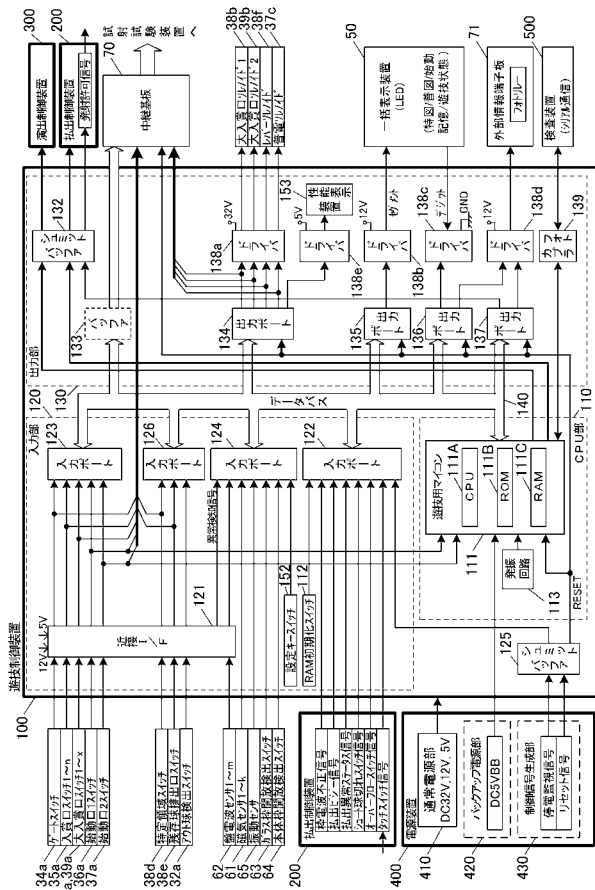 300
演出制御装置
200
払出制御装置
発射許可信号
試射試験装置へ
70
中継基板
38b
39b
38f
37c
大入賞口ソレノイド1
大入賞口ソレノイド2
レバーソレノイド
普電ソレノイド
50
一括表示装置
(LED)
(特図/普図/始動
記憶/遊技状態)
71
外部情報端子板
フォトリレー
500
検査装置
(シリアル通信)
132
シュミット
バッファ
133
バッファ
32V
138a
ドライバ
5V
153
性能表示
装置
138e
ドライバ
12V
セグメント
138b
ドライバ
デジット
138c
GND
ドライバ
12V
138d
ドライバ
139
フォト
カプラ
134
出力ポート
135
出力
ポート
136
出力
ポート
137
出力
ポート
出力部
130
データバス
140
120
入力部
123
入力ポート
126
入力
ポート
124
入力ポート
122
入力ポート
異常検知信号
110
CPU部
遊技用マイコン
111A
CPU
111B
ROM
111C
RAM
111
発振
回路
113
RESET
100
遊技制御装置
12V
5V
近接I/F
121
152
設定キースイッチ
112
RAM初期化スイッチ
125
シュミット
バッファ
34a
ゲートスイッチ
35a
入賞口スイッチ1~n
a,39a
大入賞口スイッチ1~x
36a
始動口1スイッチ
37a
始動口2スイッチ
38d
特定領域スイッチ
38e
残存球排出口スイッチ
32a
アウト球検出スイッチ
62
盤電波センサ1~m
61
磁気センサ1~k
65
振動センサ
63
ガラス枠開放検出スイッチ
64
本体枠開放検出スイッチ
200
払出制御装置
枠電波不正信号
払出ビジー信号
払出異常ステータス信号
シュート球切れスイッチ信号
オーバーフロースイッチ信号
タッチスイッチ信号
400
電源装置
410
通常電源部
DC32V,12V, 5V
420
バックアップ電源部
DC5VBB
430
制御信号生成部
停電監視信号
リセット信号